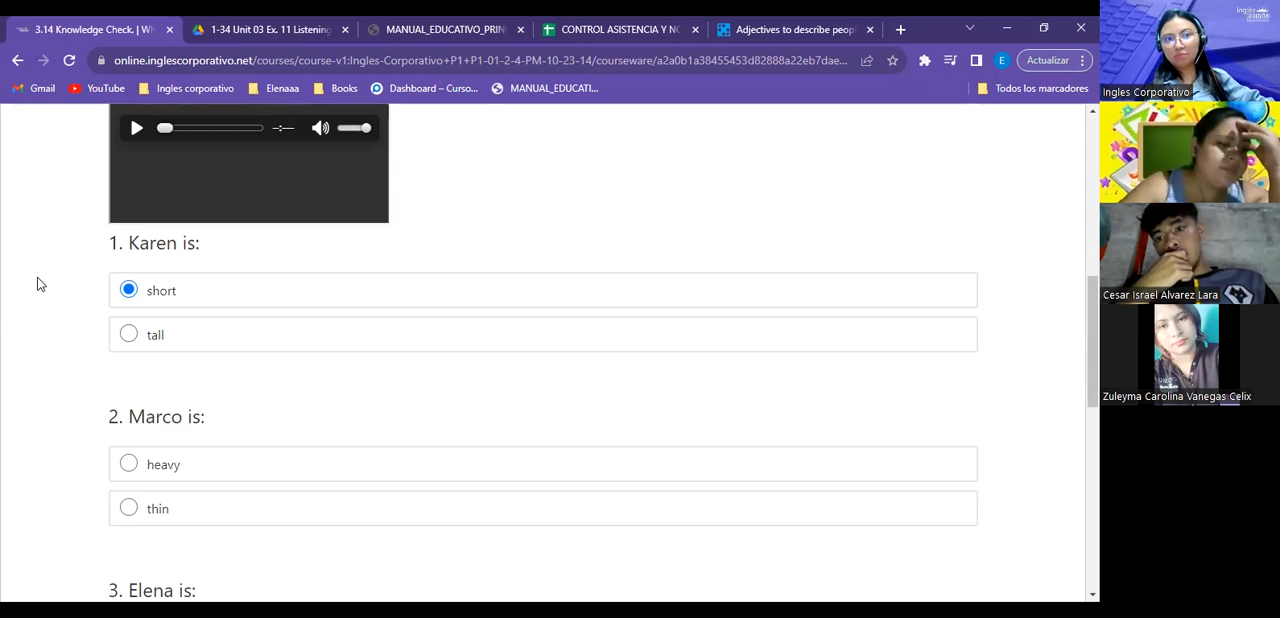 3.14 Knowledge Check. | Wh
1-34 Unit 03 Ex. 11 Listening
MANUAL_EDUCATIVO_PRIN
CONTROL ASISTENCIA Y NO
Adjectives to describe peopl
online.inglescorporativo.net/courses/course-v1:Ingles-Corporativo+P1+P1-01-2-4-PM-10-23-14/courseware/a2a0b1a38455453d82888a22eb7dae...
E
Actualizar
Gmail
YouTube
Ingles corporativo
Elenaaa
Books
Dashboard – Curso...
MANUAL_EDUCATI...
Todos los marcadores
1. Karen is:
short
tall
2. Marco is:
heavy
thin
3. Elena is:
Ingles Corporativo
Cesar Israel Alvarez Lara
Zuleyma Carolina Vanegas Celix